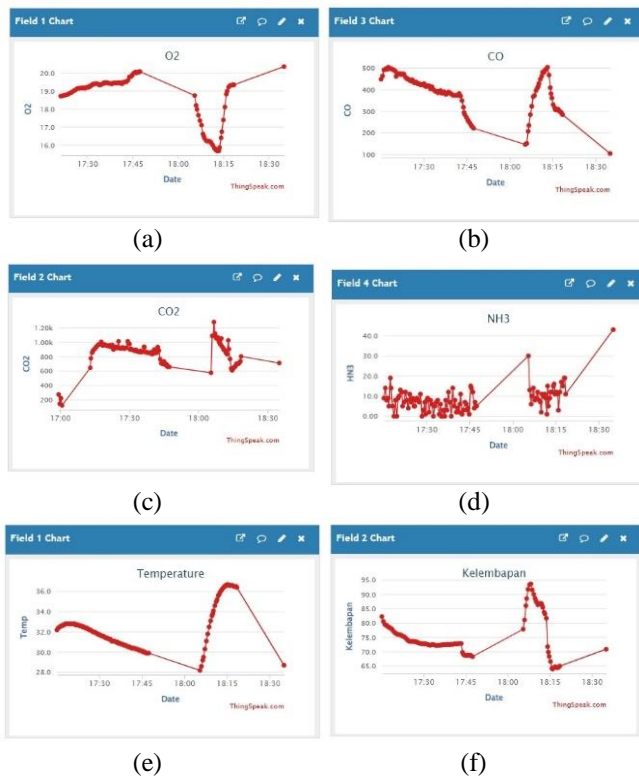 Field 1 Chart
O2
20.0
19.0
18.0
17.0
16.0
O2
17:30
17:45
18:00
18:15
18:30
Date
ThingSpeak.com
(a)
Field 3 Chart
CO
500
400
300
200
100
CO
17:30
17:45
18:00
18:15
18:30
Date
ThingSpeak.com
(b)
Field 2 Chart
CO2
1.20k
1.00k
800
600
400
200
CO2
17:00
17:30
18:00
18:30
Date
ThingSpeak.com
(c)
Field 4 Chart
NH3
40.0
30.0
20.0
10.0
0.00
HN3
17:30
17:45
18:00
18:15
18:30
Date
ThingSpeak.com
(d)
Field 1 Chart
Temperature
36.0
34.0
32.0
30.0
28.0
Temp
17:30
17:45
18:00
18:15
18:30
Date
ThingSpeak.com
(e)
Field 2 Chart
Kelembapan
95.0
90.0
85.0
80.0
75.0
70.0
65.0
Kelembapan
17:30
17:45
18:00
18:15
18:30
Date
ThingSpeak.com
(f)